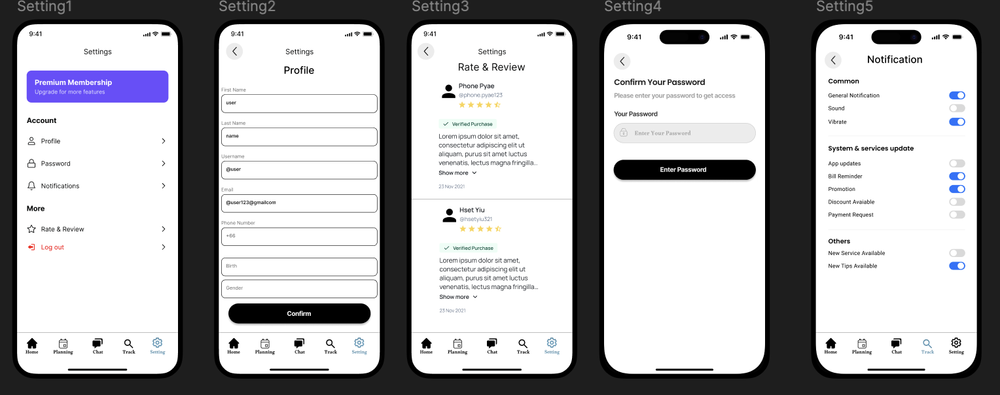 Setting1
9:41
Settings
Premium Membership
Upgrade for more features
Account
Profile
Password
Notifications
More
Rate & Review
Log out
Home Planning Chat Track Setting
Setting2
9:41
Settings
Profile
First Name
user
Last Name
name
Username
@user
Email
@user123@gmailcom
Phone Number
+66
Birth
Gender
Confirm
Home Planning Chat Track Setting
Setting3
9:41
Settings
Rate & Review
Phone Pyae
@phone.pyae123
Verified Purchase
Lorem ipsum dolor sit amet,
consectetur adipiscing elit ut
aliquam, purus sit amet luctus
venenatis, lectus magna fringilla...
Show more
23 Nov 2021
Hset Yiu
@hsetyiu321
Verified Purchase
Lorem ipsum dolor sit amet,
consectetur adipiscing elit ut
aliquam, purus sit amet luctus
venenatis, lectus magna fringilla...
Show more
23 Nov 2021
Home Planning Chat Track Setting
Setting4
9:41
Confirm Your Password
Please enter your password to get access
Your Password
Enter Your Password
Enter Password
Setting5
9:41
Notification
Common
General Notification
Sound
Vibrate
System & services update
App updates
Bill Reminder
Promotion
Discount Avaiable
Payment Request
Others
New Service Available
New Tips Available
Home Planning Chat Track Setting